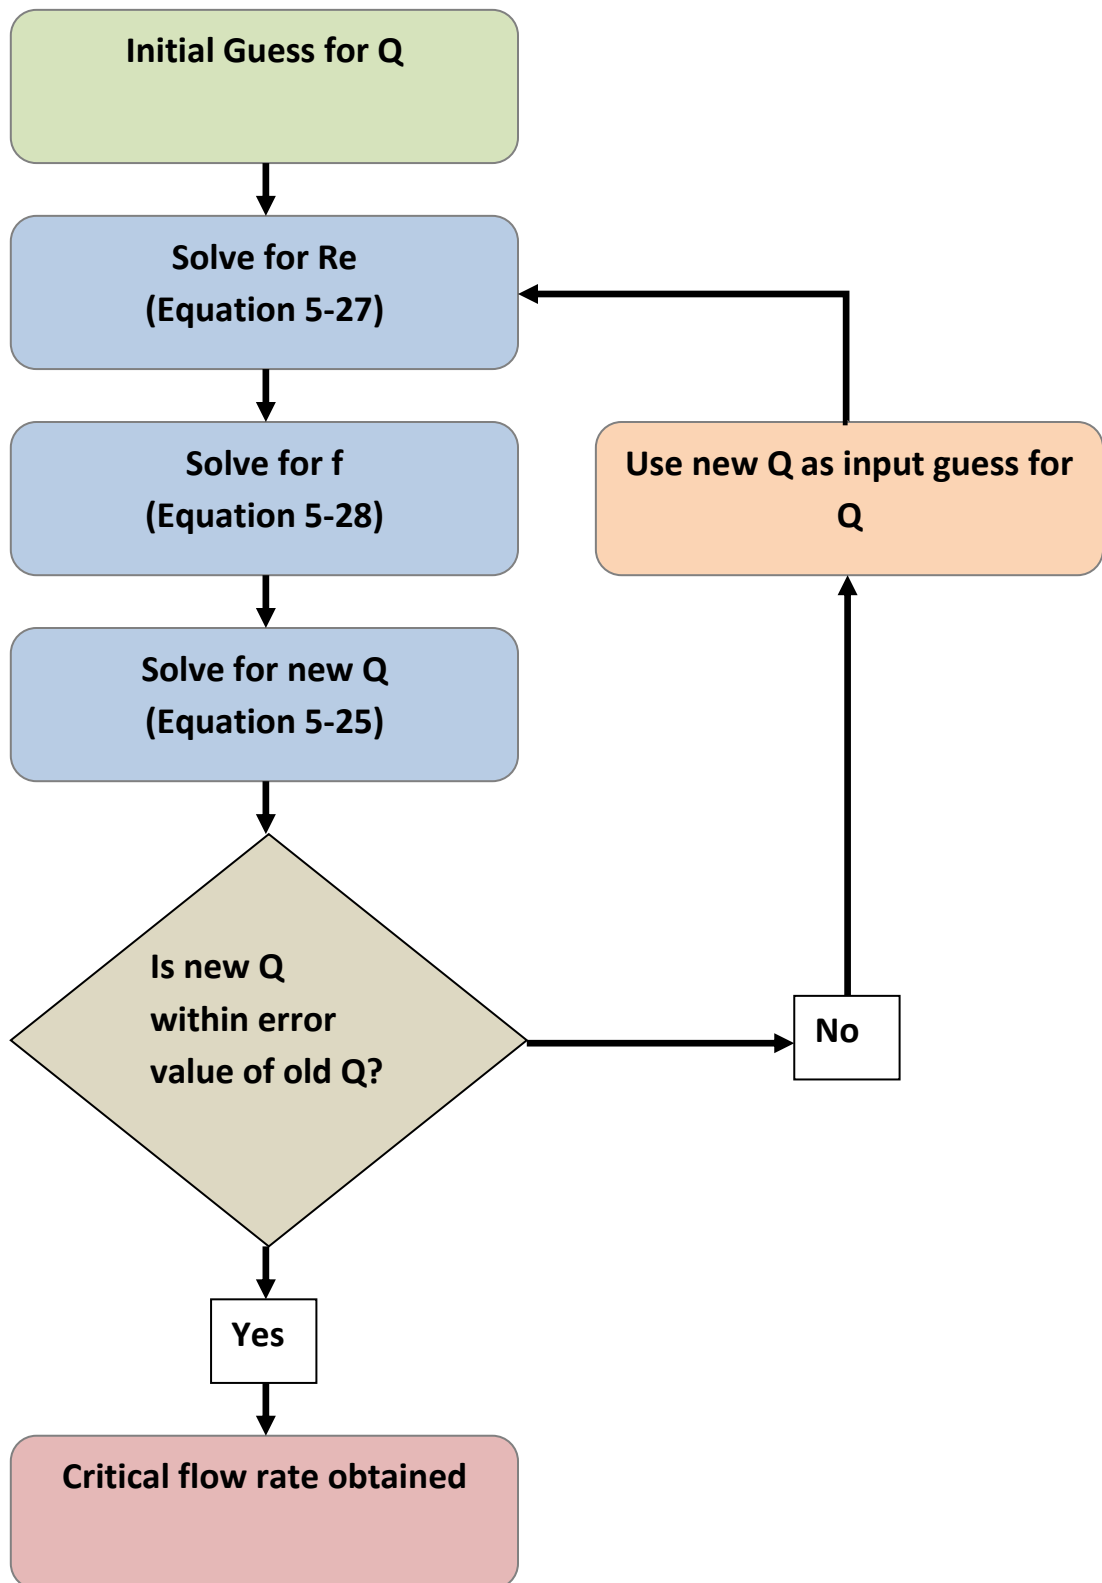 Initial Guess for Q
Solve for Re
(Equation 5-27)
Solve for f
(Equation 5-28)
Use new Q as input guess for
Q
Solve for new Q
(Equation 5-25)
Is new Q
within error
value of old Q?
No
Yes
Critical flow rate obtained